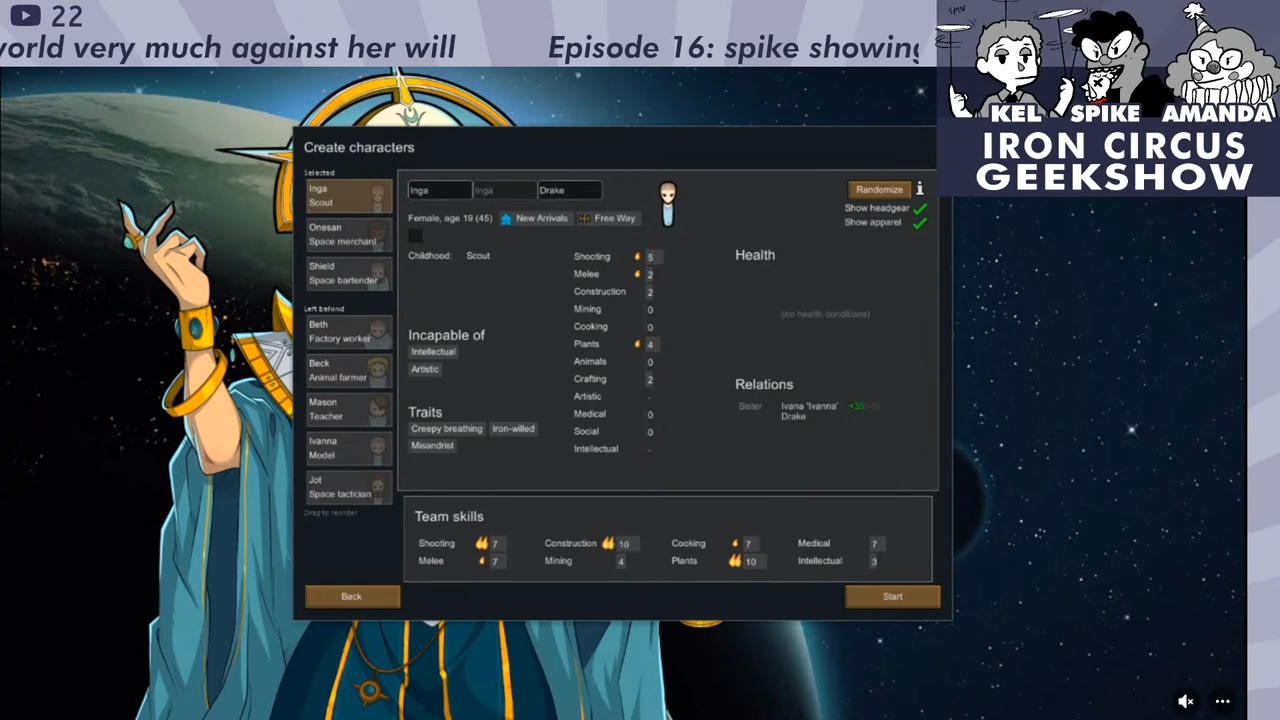 22
world very much against her will Episode 16: spike showing
SPIN
KEL SPIKE AMANDA
IRON CIRCUS
GEEKSHOW
Create characters
Selected
Inga
Scout
Onesan
Space merchant
Shield
Space bartender
Left behind
Beth
Factory worker
Beck
Animal farmer
Mason
Teacher
Ivanna
Model
Jot
Space tactician
Drag to reorder
Inga Inga Drake
Randomize
Show headgear
Show apparel
Female, age 19 (45) New Arrivals Free Way
Childhood: Scout
Incapable of
Intellectual
Artistic
Traits
Creepy breathing Iron-willed
Misandrist
Shooting 5
Melee 2
Construction 2
Mining 0
Cooking 0
Plants 4
Animals 0
Crafting 2
Artistic -
Medical 0
Social 0
Intellectual -
Health
(no health conditions)
Relations
Sister Ivana 'Ivanna' +35
Drake
Team skills
Shooting 7 Construction 10 Cooking 7 Medical 7
Melee 7 Mining 4 Plants 10 Intellectual 3
Back Start